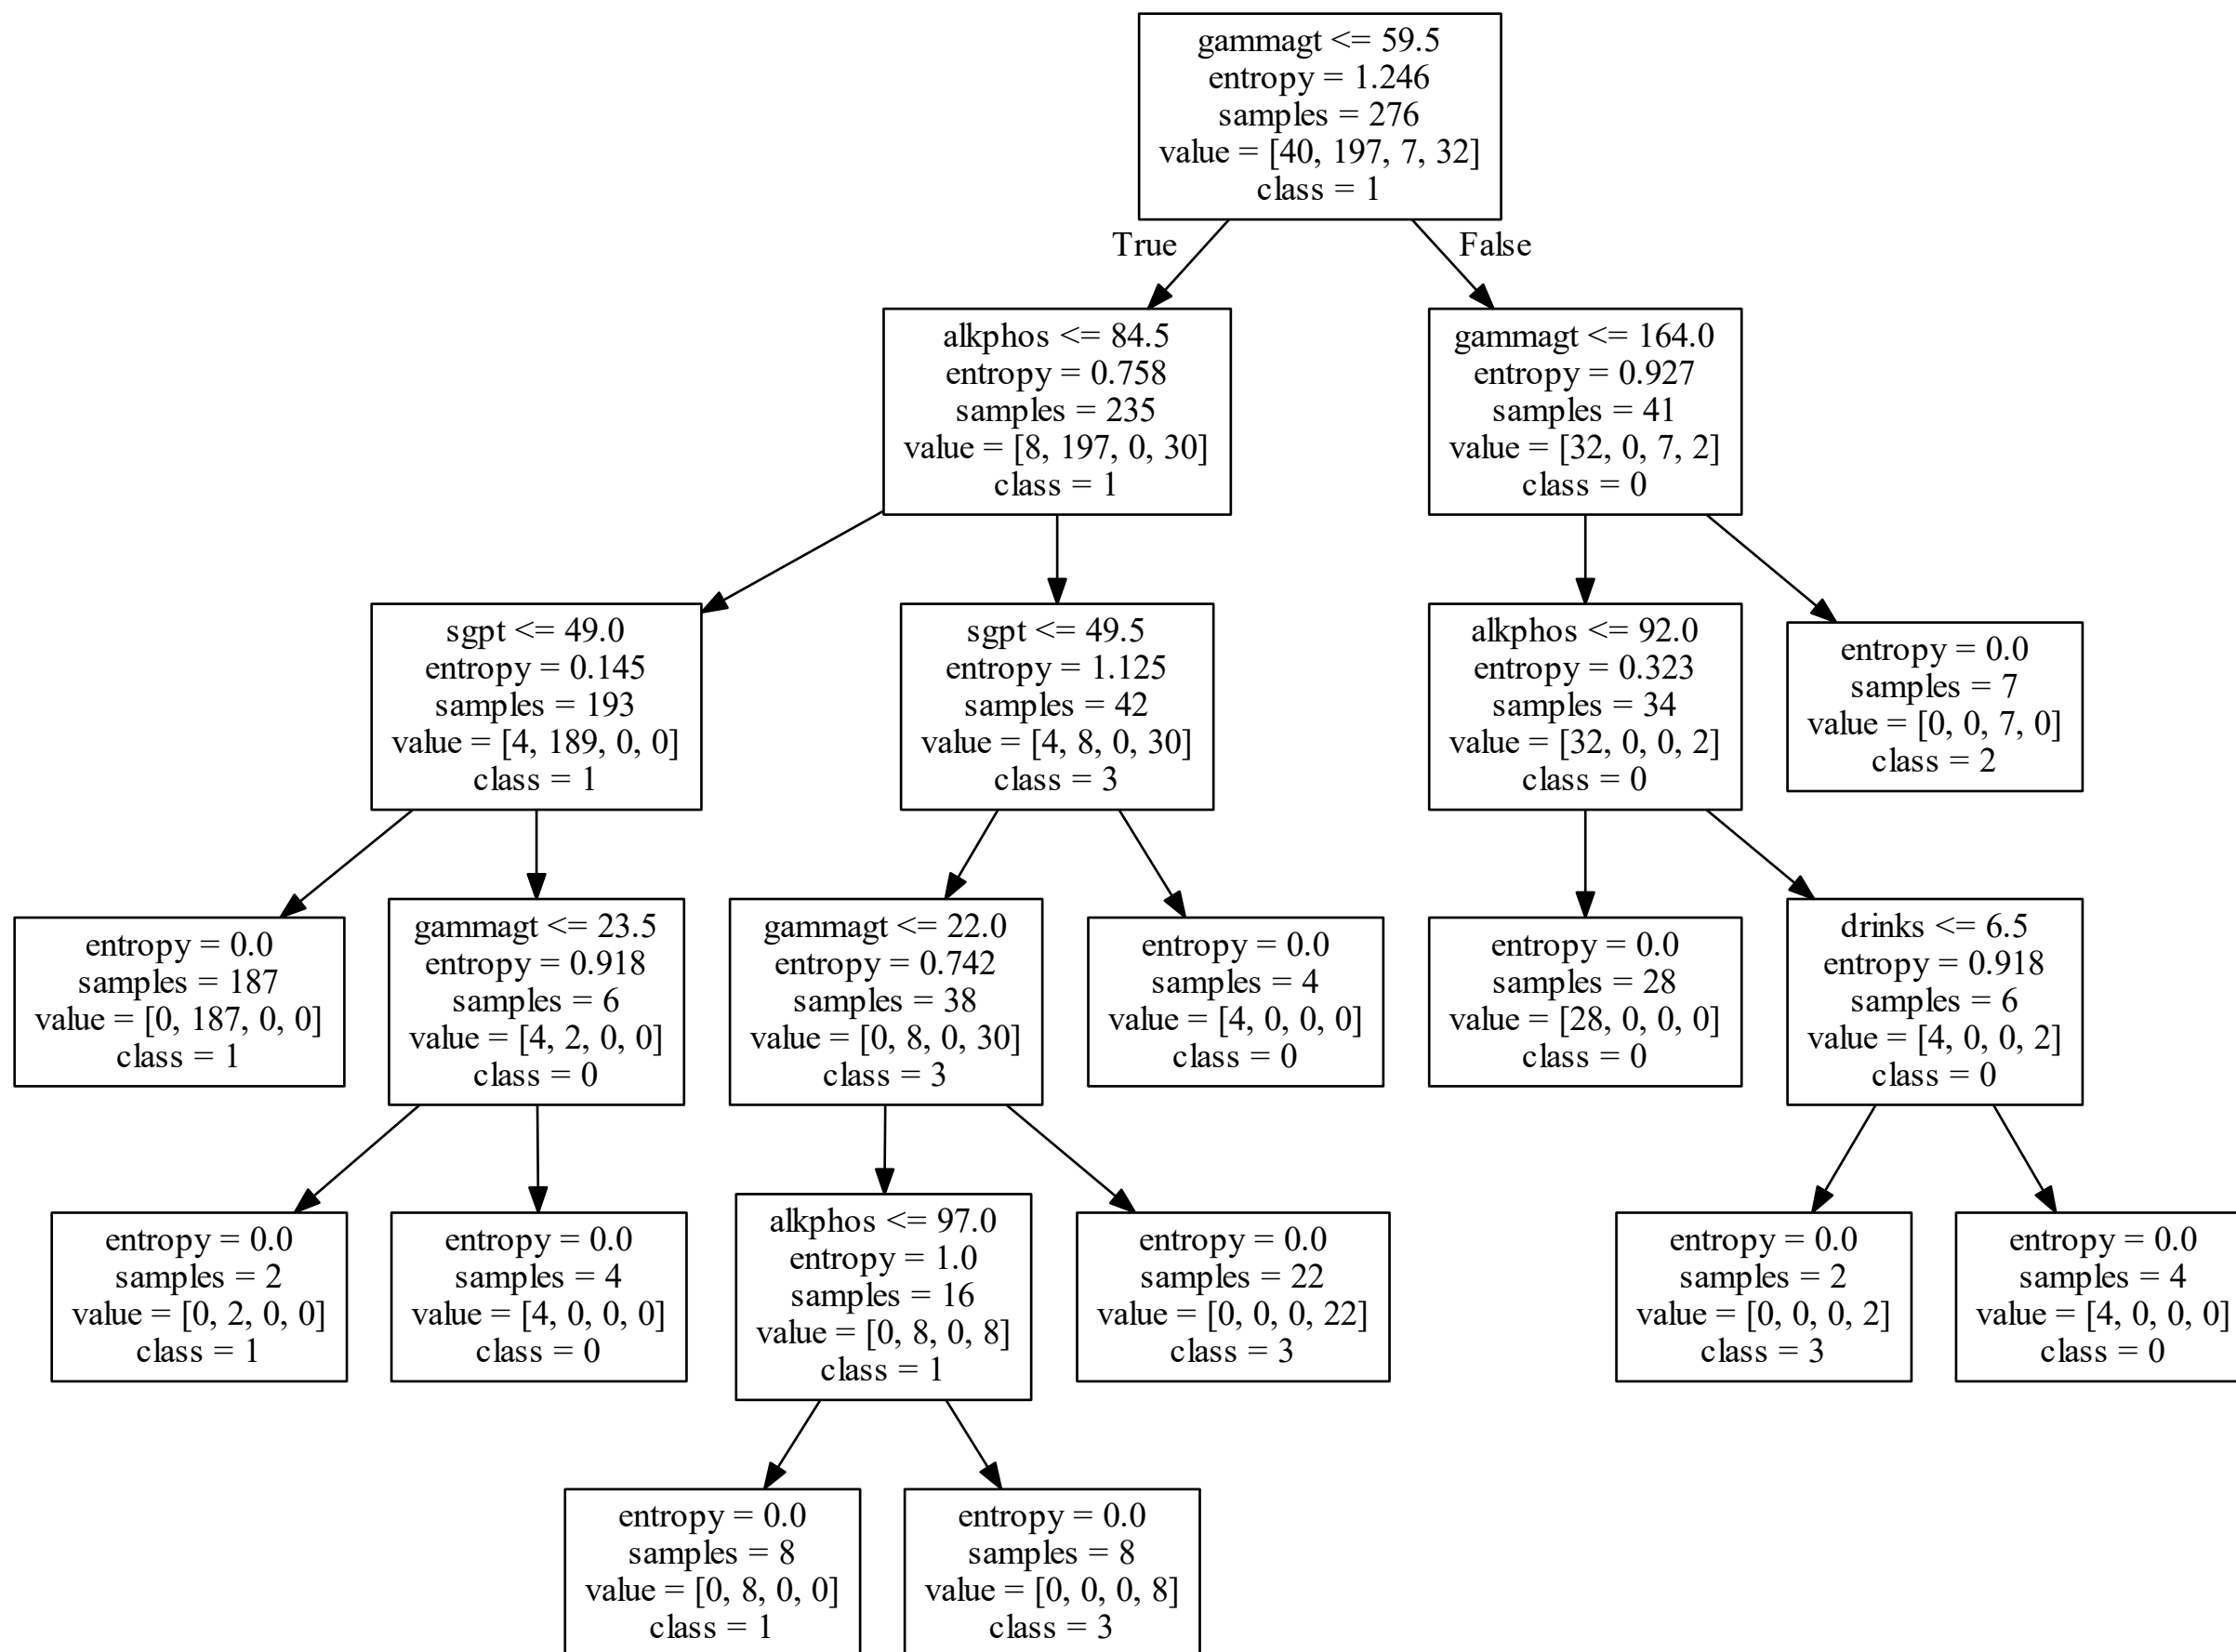 gammagt <= 59.5
entropy = 1.246
samples = 276
value = [40, 197, 7, 32]
class = 1
True
False
alkphos <= 84.5
entropy = 0.758
samples = 235
value = [8, 197, 0, 30]
class = 1
gammagt <= 164.0
entropy = 0.927
samples = 41
value = [32, 0, 7, 2]
class = 0
sgpt <= 49.0
entropy = 0.145
samples = 193
value = [4, 189, 0, 0]
class = 1
sgpt <= 49.5
entropy = 1.125
samples = 42
value = [4, 8, 0, 30]
class = 3
alkphos <= 92.0
entropy = 0.323
samples = 34
value = [32, 0, 0, 2]
class = 0
entropy = 0.0
samples = 7
value = [0, 0, 7, 0]
class = 2
entropy = 0.0
samples = 187
value = [0, 187, 0, 0]
class = 1
gammagt <= 23.5
entropy = 0.918
samples = 6
value = [4, 2, 0, 0]
class = 0
gammagt <= 22.0
entropy = 0.742
samples = 38
value = [0, 8, 0, 30]
class = 3
entropy = 0.0
samples = 4
value = [4, 0, 0, 0]
class = 0
entropy = 0.0
samples = 28
value = [28, 0, 0, 0]
class = 0
drinks <= 6.5
entropy = 0.918
samples = 6
value = [4, 0, 0, 2]
class = 0
entropy = 0.0
samples = 2
value = [0, 2, 0, 0]
class = 1
entropy = 0.0
samples = 4
value = [4, 0, 0, 0]
class = 0
alkphos <= 97.0
entropy = 1.0
samples = 16
value = [0, 8, 0, 8]
class = 1
entropy = 0.0
samples = 22
value = [0, 0, 0, 22]
class = 3
entropy = 0.0
samples = 2
value = [0, 0, 0, 2]
class = 3
entropy = 0.0
samples = 4
value = [4, 0, 0, 0]
class = 0
entropy = 0.0
samples = 8
value = [0, 8, 0, 0]
class = 1
entropy = 0.0
samples = 8
value = [0, 0, 0, 8]
class = 3